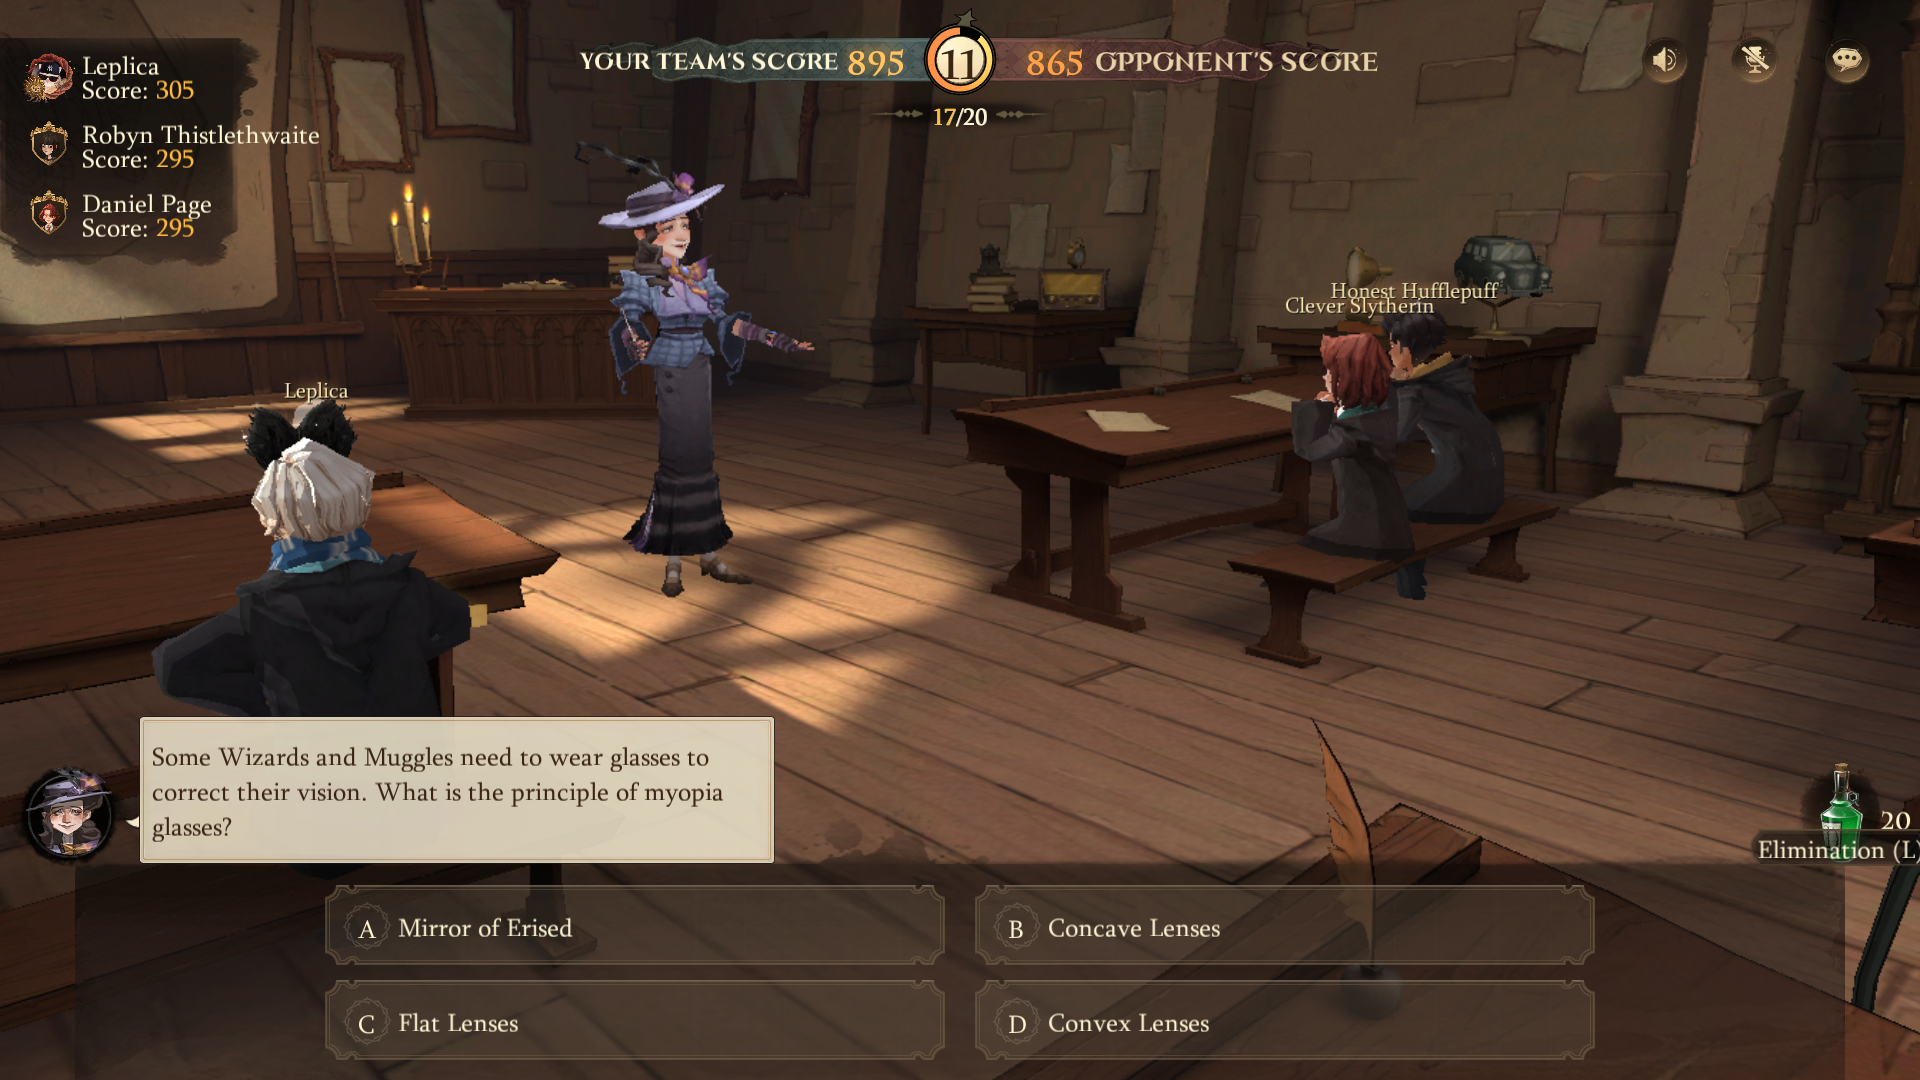 Leplica
Score: 305
Robyn Thistlethwaite
Score: 295
Daniel Page
Score: 295
YOUR TEAM'S SCORE 895 11 865 OPPONENT'S SCORE
17/20
Honest Hufflepuff
Clever Slytherin
Leplica
Some Wizards and Muggles need to wear glasses to
correct their vision. What is the principle of myopia
glasses?
20
Elimination (L)
A Mirror of Erised
B Concave Lenses
C Flat Lenses
D Convex Lenses